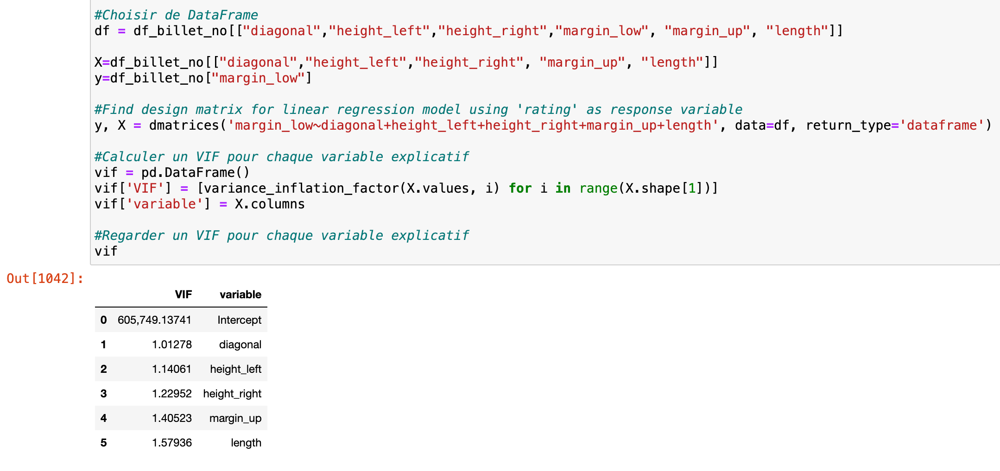 #Choisir de DataFrame
df = df_billet_no[["diagonal","height_left","height_right","margin_low", "margin_up", "length"]]
X=df_billet_no[["diagonal","height_left","height_right", "margin_up", "length"]]
y=df_billet_no["margin_low"]
#Find design matrix for linear regression model using 'rating' as response variable
y, X = dmatrices('margin_low~diagonal+height_left+height_right+margin_up+length', data=df, return_type='dataframe')
#Calculer un VIF pour chaque variable explicatif
vif = pd.DataFrame()
vif['VIF'] = [variance_inflation_factor(X.values, i) for i in range(X.shape[1])]
vif['variable'] = X.columns
#Regarder un VIF pour chaque variable explicatif
vif
Out[1042]:
VIF variable
0 605,749.13741 Intercept
1 1.01278 diagonal
2 1.14061 height_left
3 1.22952 height_right
4 1.40523 margin_up
5 1.57936 length